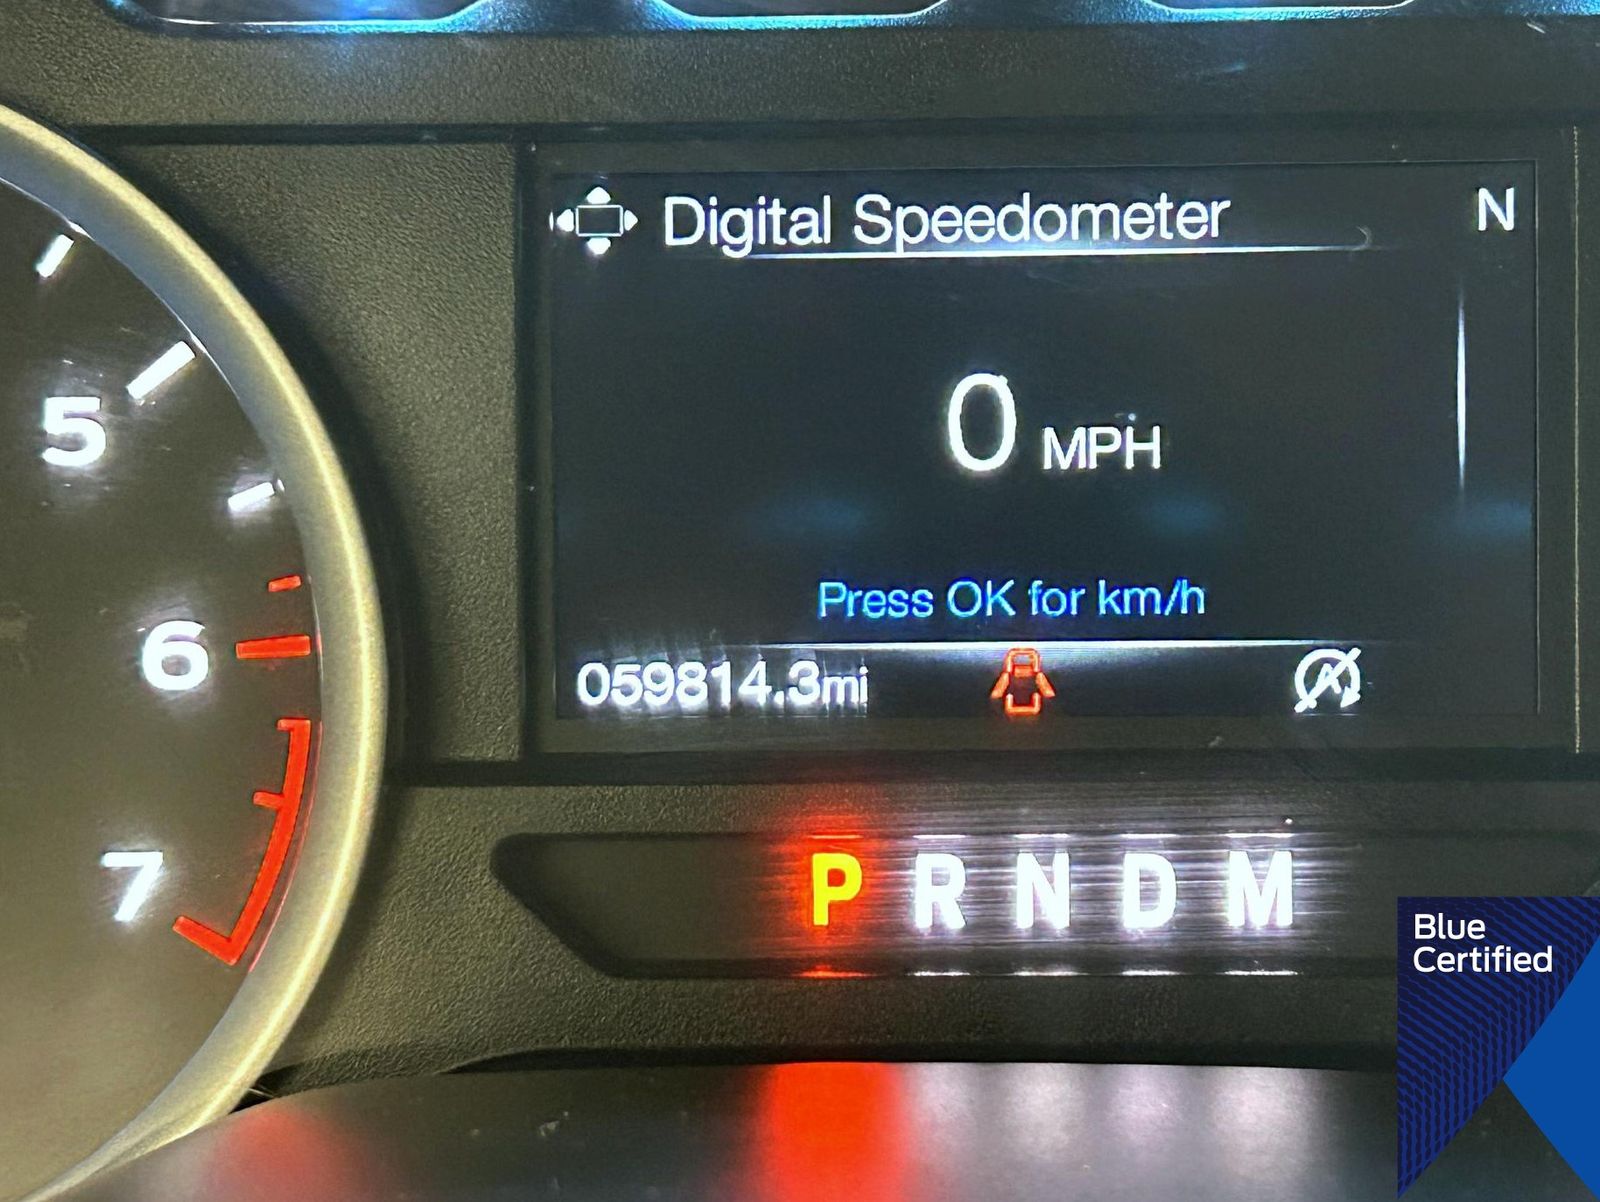 Digital Speedometer
N
5
0 MPH
Press OK for km/h
6
059814.3mi
7
P R N D M
Blue
Certified